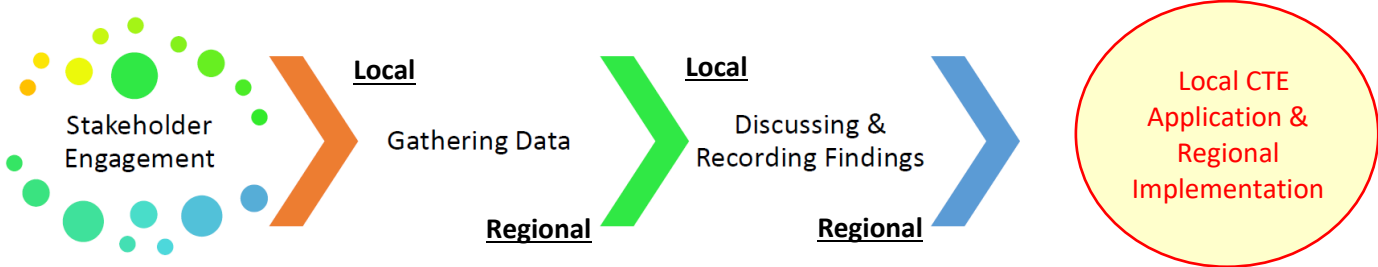 Stakeholder
Engagement
Local
Gathering Data
Regional
Local
Discussing &
Recording Findings
Regional
Local CTE
Application &
Regional
Implementation